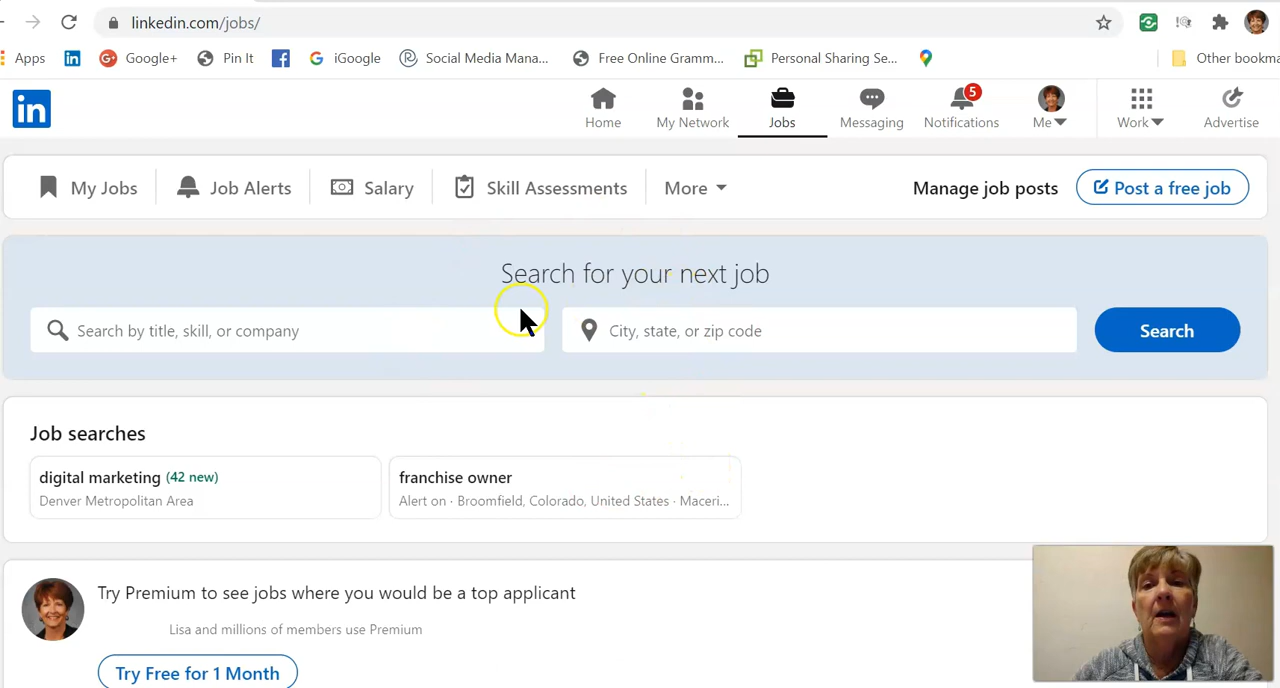 linkedin.com/jobs/
Apps Google+ Pin It iGoogle Social Media Mana... Free Online Gramm... Personal Sharing Se... Other bookma
in Home My Network Jobs Messaging 5 Notifications Me Work Advertise
My Jobs Job Alerts Salary Skill Assessments More Manage job posts Post a free job
Search for your next job
Search by title, skill, or company City, state, or zip code Search
Job searches
digital marketing (42 new) franchise owner
Denver Metropolitan Area Alert on · Broomfield, Colorado, United States · Maceri...
Try Premium to see jobs where you would be a top applicant
Lisa and millions of members use Premium
Try Free for 1 Month